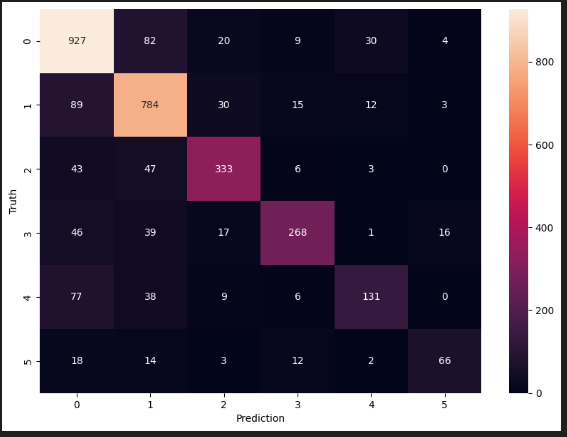 0 927 82 20 9 30 4
1 89 784 30 15 12 3
2 43 47 333 6 3 0
3 46 39 17 268 1 16
4 77 38 9 6 131 0
5 18 14 3 12 2 66
0 1 2 3 4 5
Truth
Prediction
800
600
400
200
0